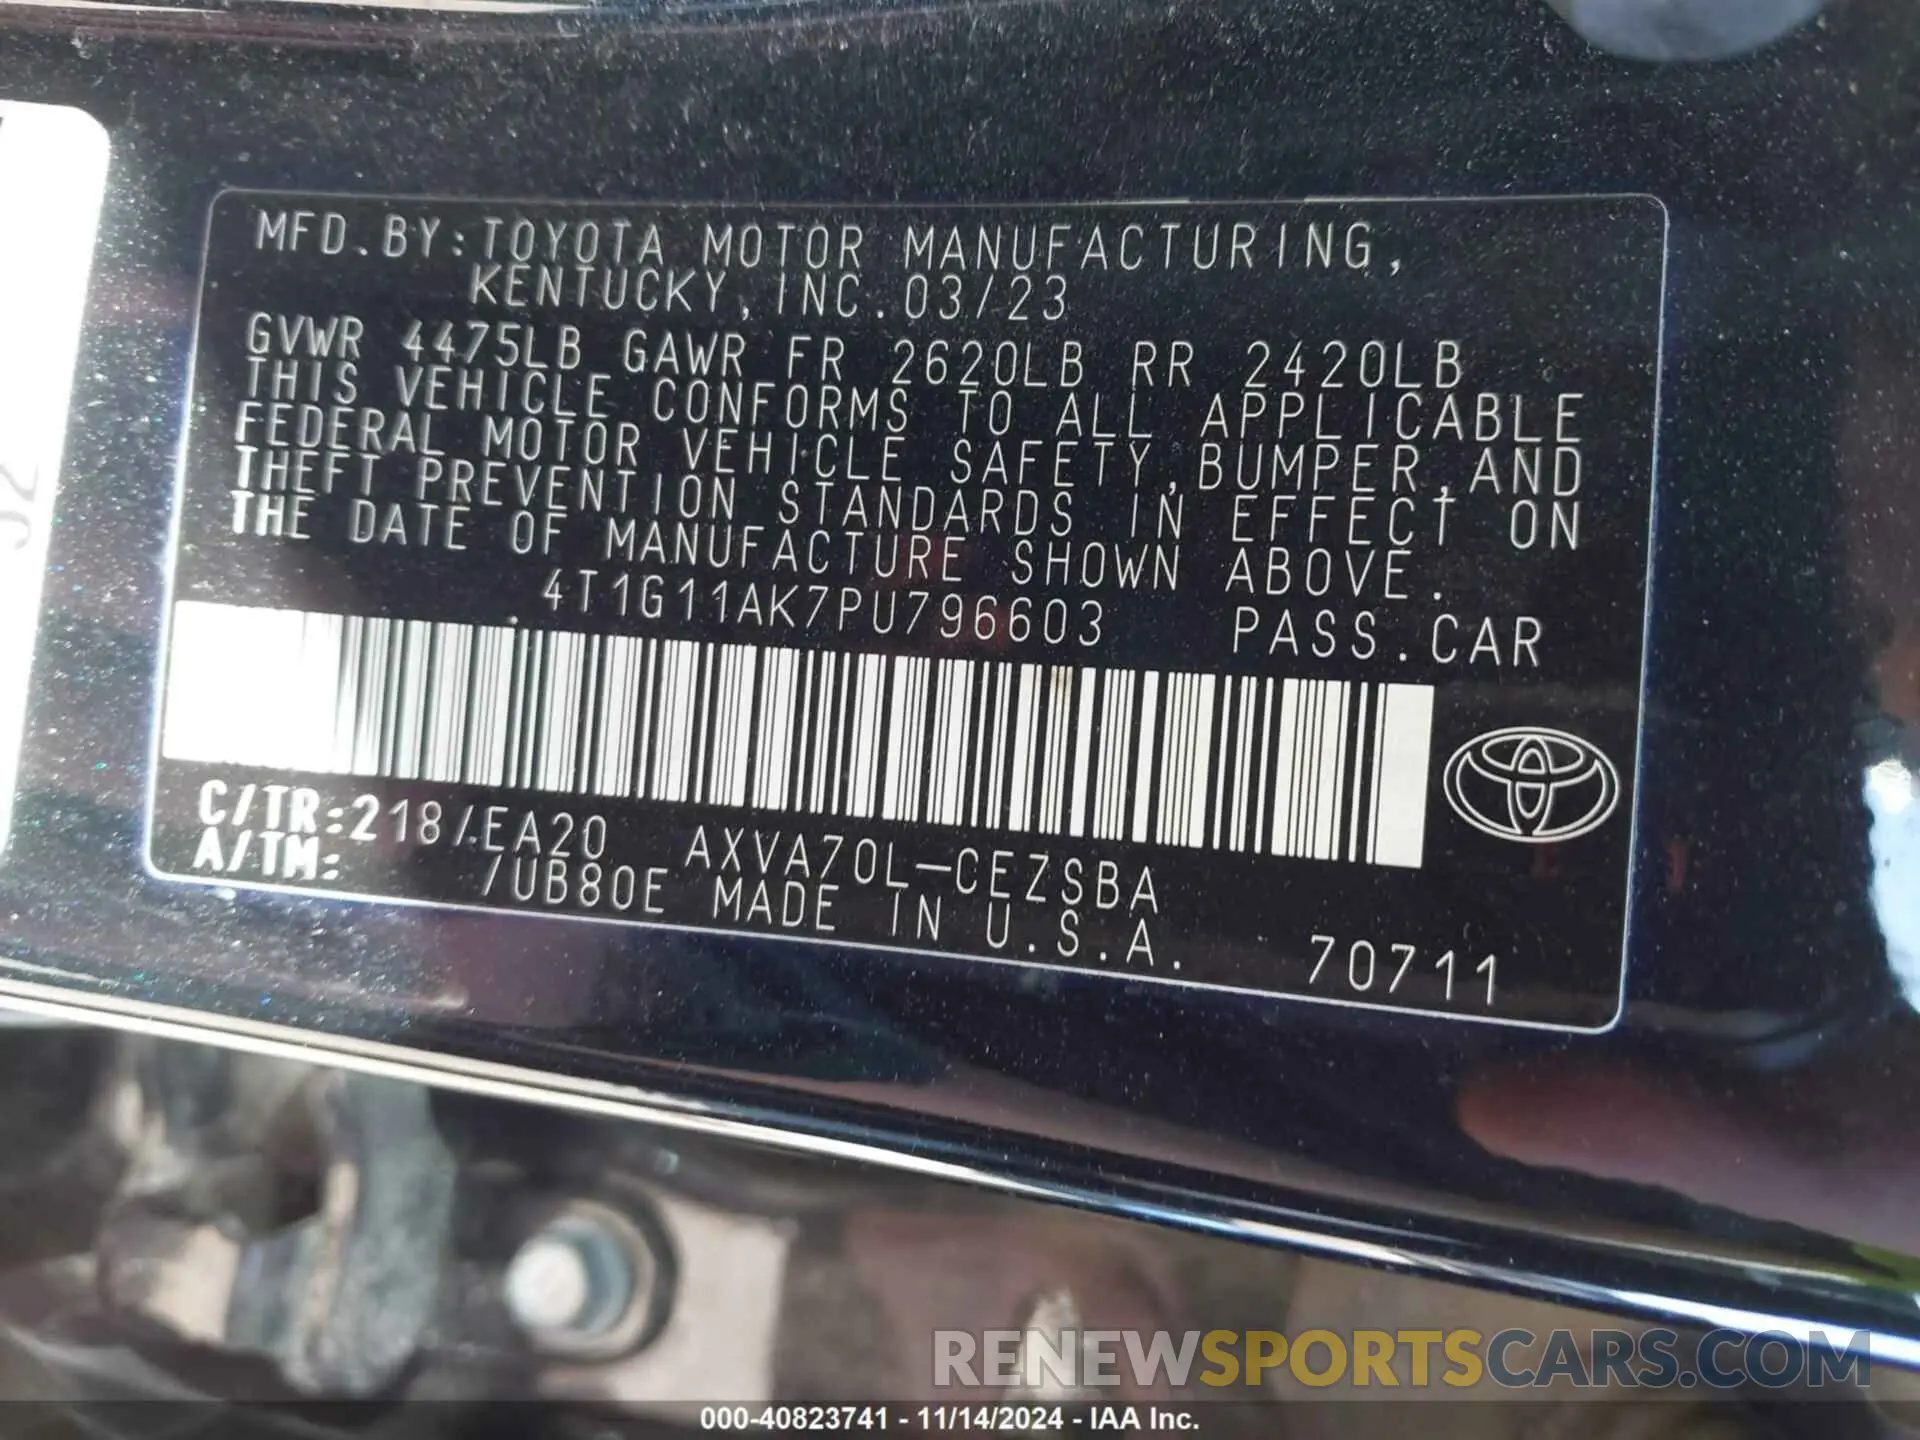 MFD.BY:TOYOTA MOTOR MANUFACTURING,
KENTUCKY, INC. 03/23
GVWR 4475LB GAWR FR 2620LB RR 2420LB
THIS VEHICLE CONFORMS TO ALL APPLICABLE
FEDERAL MOTOR VEHICLE SAFETY, BUMPER, AND
THEFT PREVENTION STANDARDS IN EFFECT ON
THE DATE OF MANUFACTURE SHOWN ABOVE.
4T1G11AK7PU796603 PASS.CAR
C/TR:218/EA20 AXVA70L-CEZSBA
A/TM: /UB80E MADE IN U.S.A. 70711
RENEWSPORTSCARS.COM
000-40823741 - 11/14/2024 - IAA Inc.